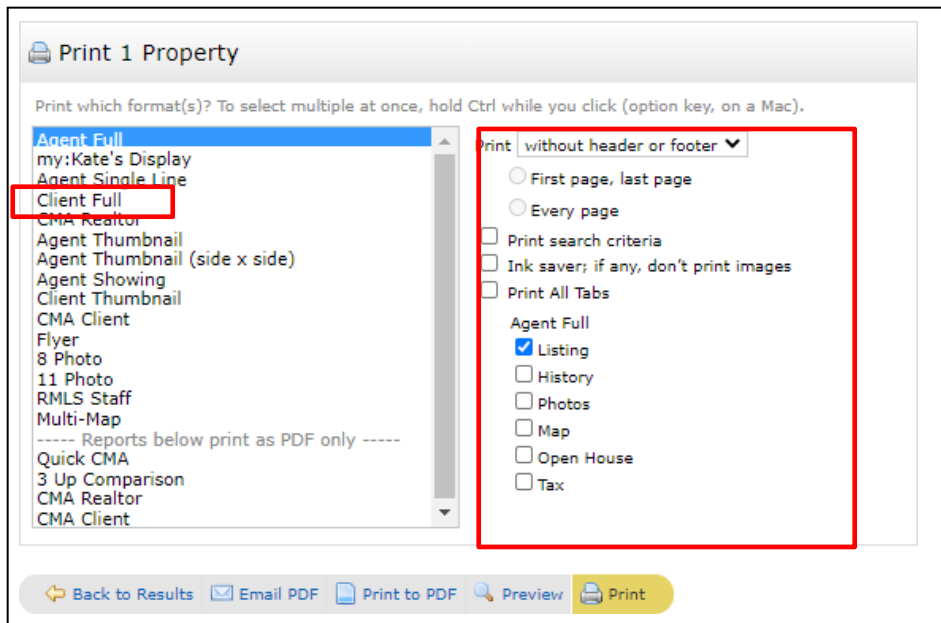 Print 1 Property
Print which format(s)? To select multiple at once, hold Ctrl while you click (option key, on a Mac).
Agent Full
my:Kate's Display
Agent Single Line
Client Full
CMA Realtor
Agent Thumbnail
Agent Thumbnail (side x side)
Agent Showing
Client Thumbnail
CMA Client
Flyer
8 Photo
11 Photo
RMLS Staff
Multi-Map
----- Reports below print as PDF only -----
Quick CMA
3 Up Comparison
CMA Realtor
CMA Client
Print without header or footer
First page, last page
Every page
Print search criteria
Ink saver; if any, don't print images
Print All Tabs
Agent Full
Listing
History
Photos
Map
Open House
Tax
Back to Results Email PDF Print to PDF Preview Print